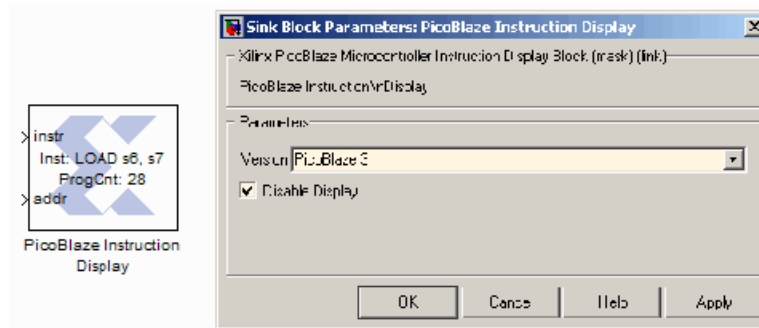 instr
Inst: LOAD s6, s7
ProgCnt: 28
addr
PicoBlaze Instruction
Display
Sink Block Parameters: PicoBlaze Instruction Display
Xilinx PicoBlaze Microcontroller Instruction Display Block (mask) (link)
PicoBlaze Instruction\nDisplay
Parameters
Version PicoBlaze 3
Disable Display
OK Cancel Help Apply